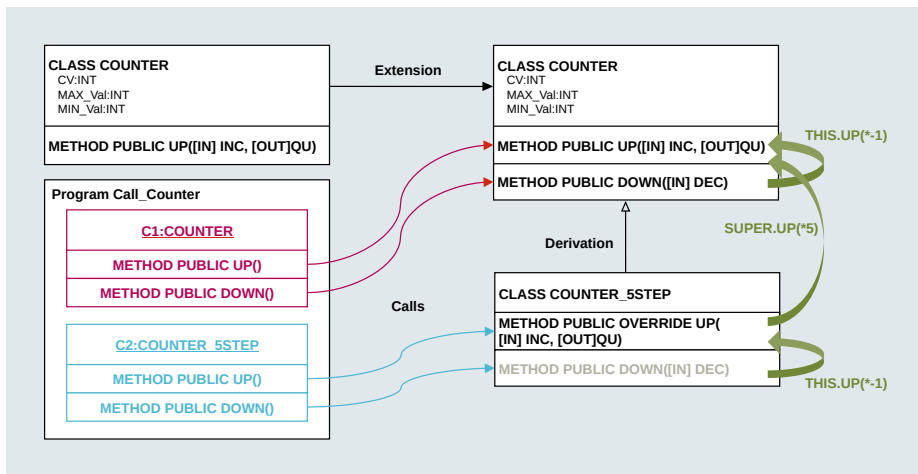 CLASS COUNTER
CV:INT
MAX_Val:INT
MIN_Val:INT
METHOD PUBLIC UP([IN] INC, [OUT]QU)
Extension
CLASS COUNTER
CV:INT
MAX_Val:INT
MIN_Val:INT
METHOD PUBLIC UP([IN] INC, [OUT]QU)
METHOD PUBLIC DOWN([IN] DEC)
THIS.UP(*-1)
SUPER.UP(*5)
Program Call_Counter
C1:COUNTER
METHOD PUBLIC UP()
METHOD PUBLIC DOWN()
Derivation
Calls
C2:COUNTER_5STEP
METHOD PUBLIC UP()
METHOD PUBLIC DOWN()
CLASS COUNTER_5STEP
METHOD PUBLIC OVERRIDE UP(
[IN] INC, [OUT]QU)
METHOD PUBLIC DOWN([IN] DEC)
THIS.UP(*-1)